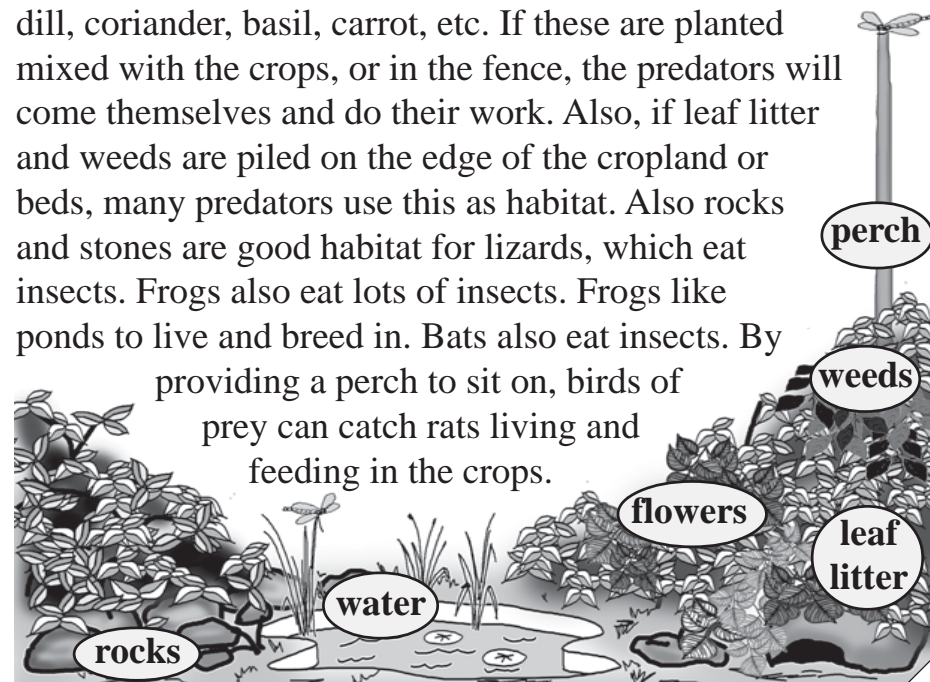 dill, coriander, basil, carrot, etc. If these are planted
mixed with the crops, or in the fence, the predators will
come themselves and do their work. Also, if leaf litter
and weeds are piled on the edge of the cropland or
beds, many predators use this as habitat. Also rocks
and stones are good habitat for lizards, which eat
insects. Frogs also eat lots of insects. Frogs like
ponds to live and breed in. Bats also eat insects. By
providing a perch to sit on, birds of
prey can catch rats living and
feeding in the crops.
perch
weeds
flowers
leaf
litter
water
rocks